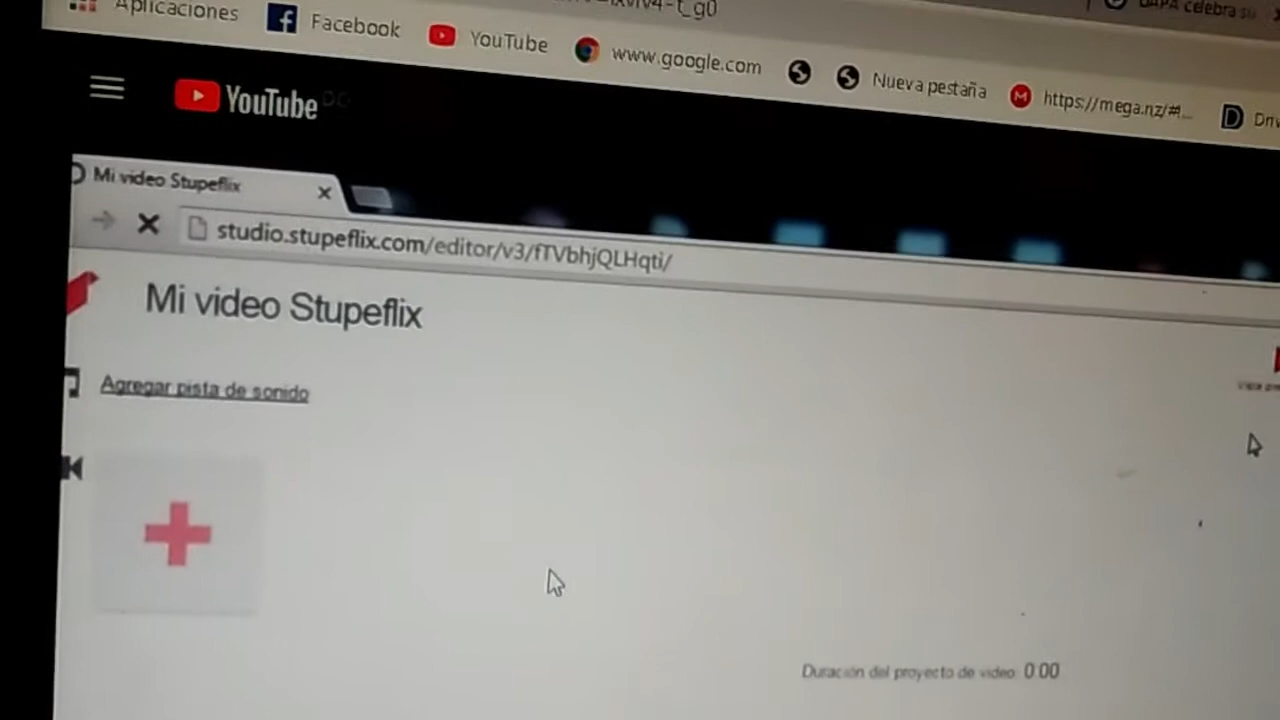 Aplicaciones Facebook YouTube www.google.com Nueva pestaña https://mega.nz/#!...
YouTube DO
Mi video Stupeflix
studio.stupeflix.com/editor/v3/fTVbhjQLHqti/
Mi video Stupeflix
Agregar pista de sonido
Duración del proyecto de video: 0:00